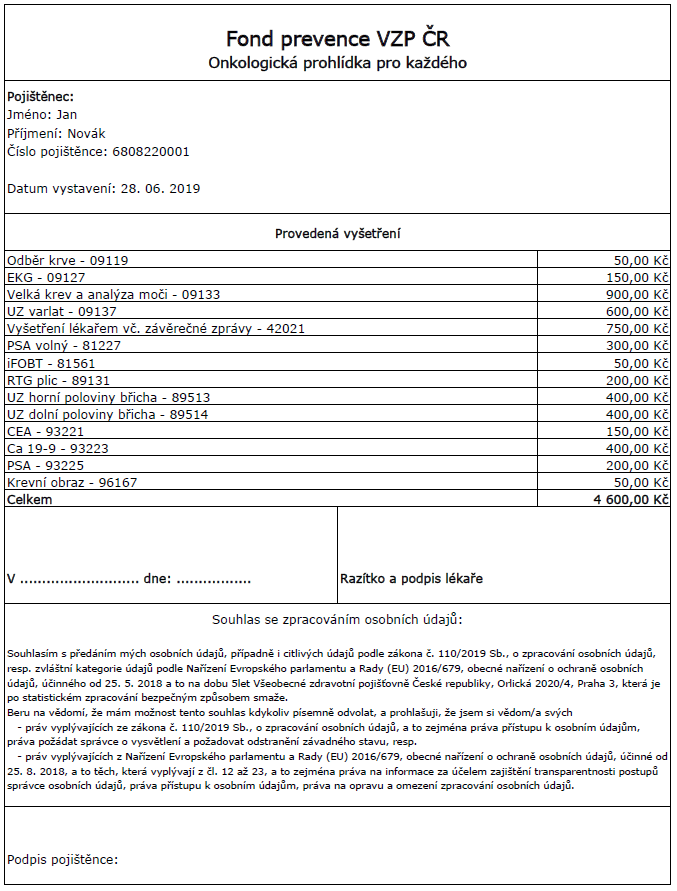 Fond prevence VZP ČR
Onkologická prohlídka pro každého
Pojištěnec:
Jméno: Jan
Příjmení: Novák
Číslo pojištěnce: 6808220001
Datum vystavení: 28. 06. 2019
Provedená vyšetření
Odběr krve - 09119 50,00 Kč
EKG - 09127 150,00 Kč
Velká krev a analýza moči - 09133 900,00 Kč
UZ varlat - 09137 600,00 Kč
Vyšetření lékařem vč. závěrečné zprávy - 42021 750,00 Kč
PSA volný - 81227 300,00 Kč
iFOBT - 81561 50,00 Kč
RTG plic - 89131 200,00 Kč
UZ horní poloviny břicha - 89513 400,00 Kč
UZ dolní poloviny břicha - 89514 400,00 Kč
CEA - 93221 150,00 Kč
Ca 19-9 - 93223 400,00 Kč
PSA - 93225 200,00 Kč
Krevní obraz - 96167 50,00 Kč
Celkem 4 600,00 Kč
V ........................... dne: ................. Razítko a podpis lékaře
Souhlas se zpracováním osobních údajů:
Souhlasím s předáním mých osobních údajů, případně i citlivých údajů podle zákona č. 110/2019 Sb., o zpracování osobních údajů,
resp. zvláštní kategorie údajů podle Nařízení Evropského parlamentu a Rady (EU) 2016/679, obecné nařízení o ochraně osobních
údajů, účinného od 25. 5. 2018 a to na dobu 5let Všeobecné zdravotní pojišťovně České republiky, Orlická 2020/4, Praha 3, která je
po statistickém zpracování bezpečným způsobem smaže.
Beru na vědomí, že mám možnost tento souhlas kdykoliv písemně odvolat, a prohlašuji, že jsem si vědom/a svých
- práv vyplývajících ze zákona č. 110/2019 Sb., o zpracování osobních údajů, a to zejména práva přístupu k osobním údajům,
práva požádat správce o vysvětlení a požadovat odstranění závadného stavu, resp.
- práv vyplývajících z Nařízení Evropského parlamentu a Rady (EU) 2016/679, obecné nařízení o ochraně osobních údajů, účinné od
25. 8. 2018, a to těch, která vyplývají z čl. 12 až 23, a to zejména práva na informace za účelem zajištění transparentnosti postupů
správce osobních údajů, práva přístupu k osobním údajům, práva na opravu a omezení zpracování osobních údajů.
Podpis pojištěnce: